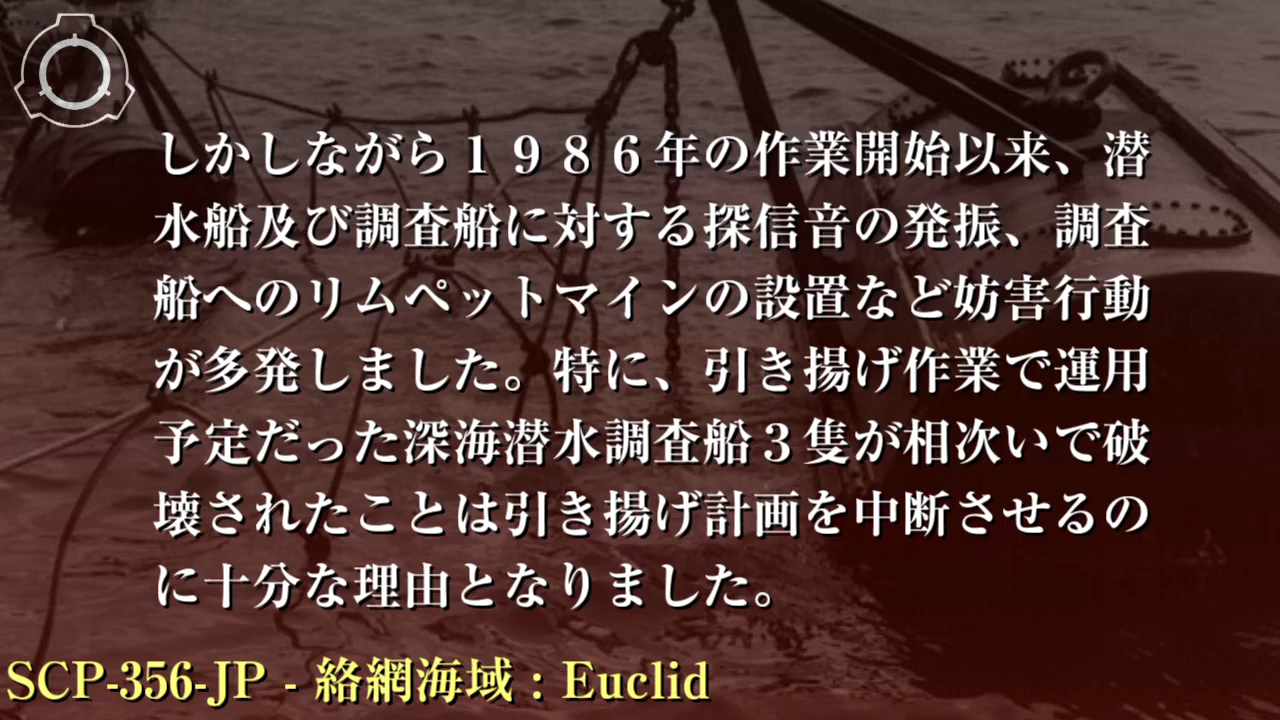 しかしながら１９８６年の作業開始以来、潜
水船及び調査船に対する探信音の発振、調査
船へのリムペットマインの設置など妨害行動
が多発しました。特に、引き揚げ作業で運用
予定だった深海潜水調査船３隻が相次いで破
壊されたことは引き揚げ計画を中断させるの
に十分な理由となりました。
SCP-356-JP - 絡網海域：Euclid